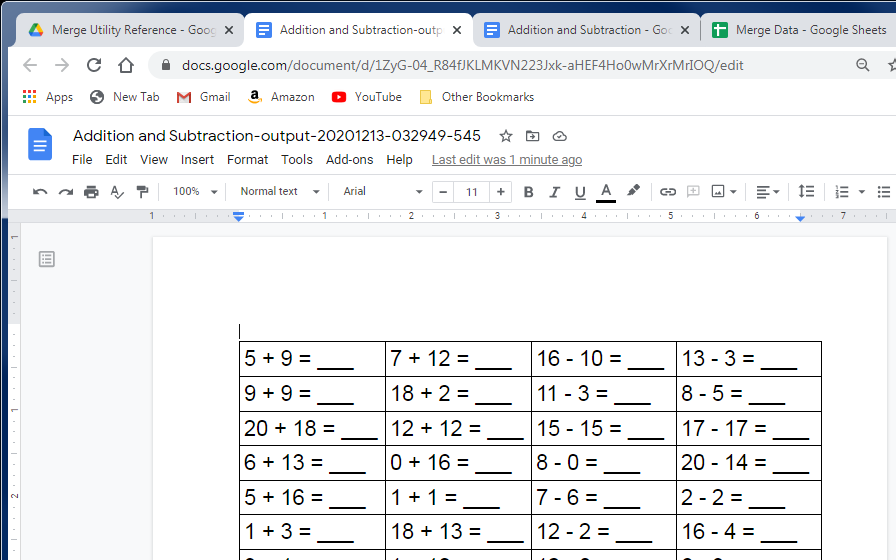 Merge Utility Reference - Goog
Addition and Subtraction-outp
Addition and Subtraction - Goo
Merge Data - Google Sheets
docs.google.com/document/d/1ZyG-04_R84fJKLMKVN223Jxk-aHEF4Ho0wMrXrMrIOQ/edit
Apps New Tab Gmail Amazon YouTube Other Bookmarks
Addition and Subtraction-output-20201213-032949-545
File Edit View Insert Format Tools Add-ons Help Last edit was 1 minute ago
100% Normal text Arial − 11 + B I U A
1 1 2 3 4 5 6 7
1
1
2
5 + 9 = ___ 7 + 12 = ___ 16 - 10 = ___ 13 - 3 = ___
9 + 9 = ___ 18 + 2 = ___ 11 - 3 = ___ 8 - 5 = ___
20 + 18 = ___ 12 + 12 = ___ 15 - 15 = ___ 17 - 17 = ___
6 + 13 = ___ 0 + 16 = ___ 8 - 0 = ___ 20 - 14 = ___
5 + 16 = ___ 1 + 1 = ___ 7 - 6 = ___ 2 - 2 = ___
1 + 3 = ___ 18 + 13 = ___ 12 - 2 = ___ 16 - 4 = ___